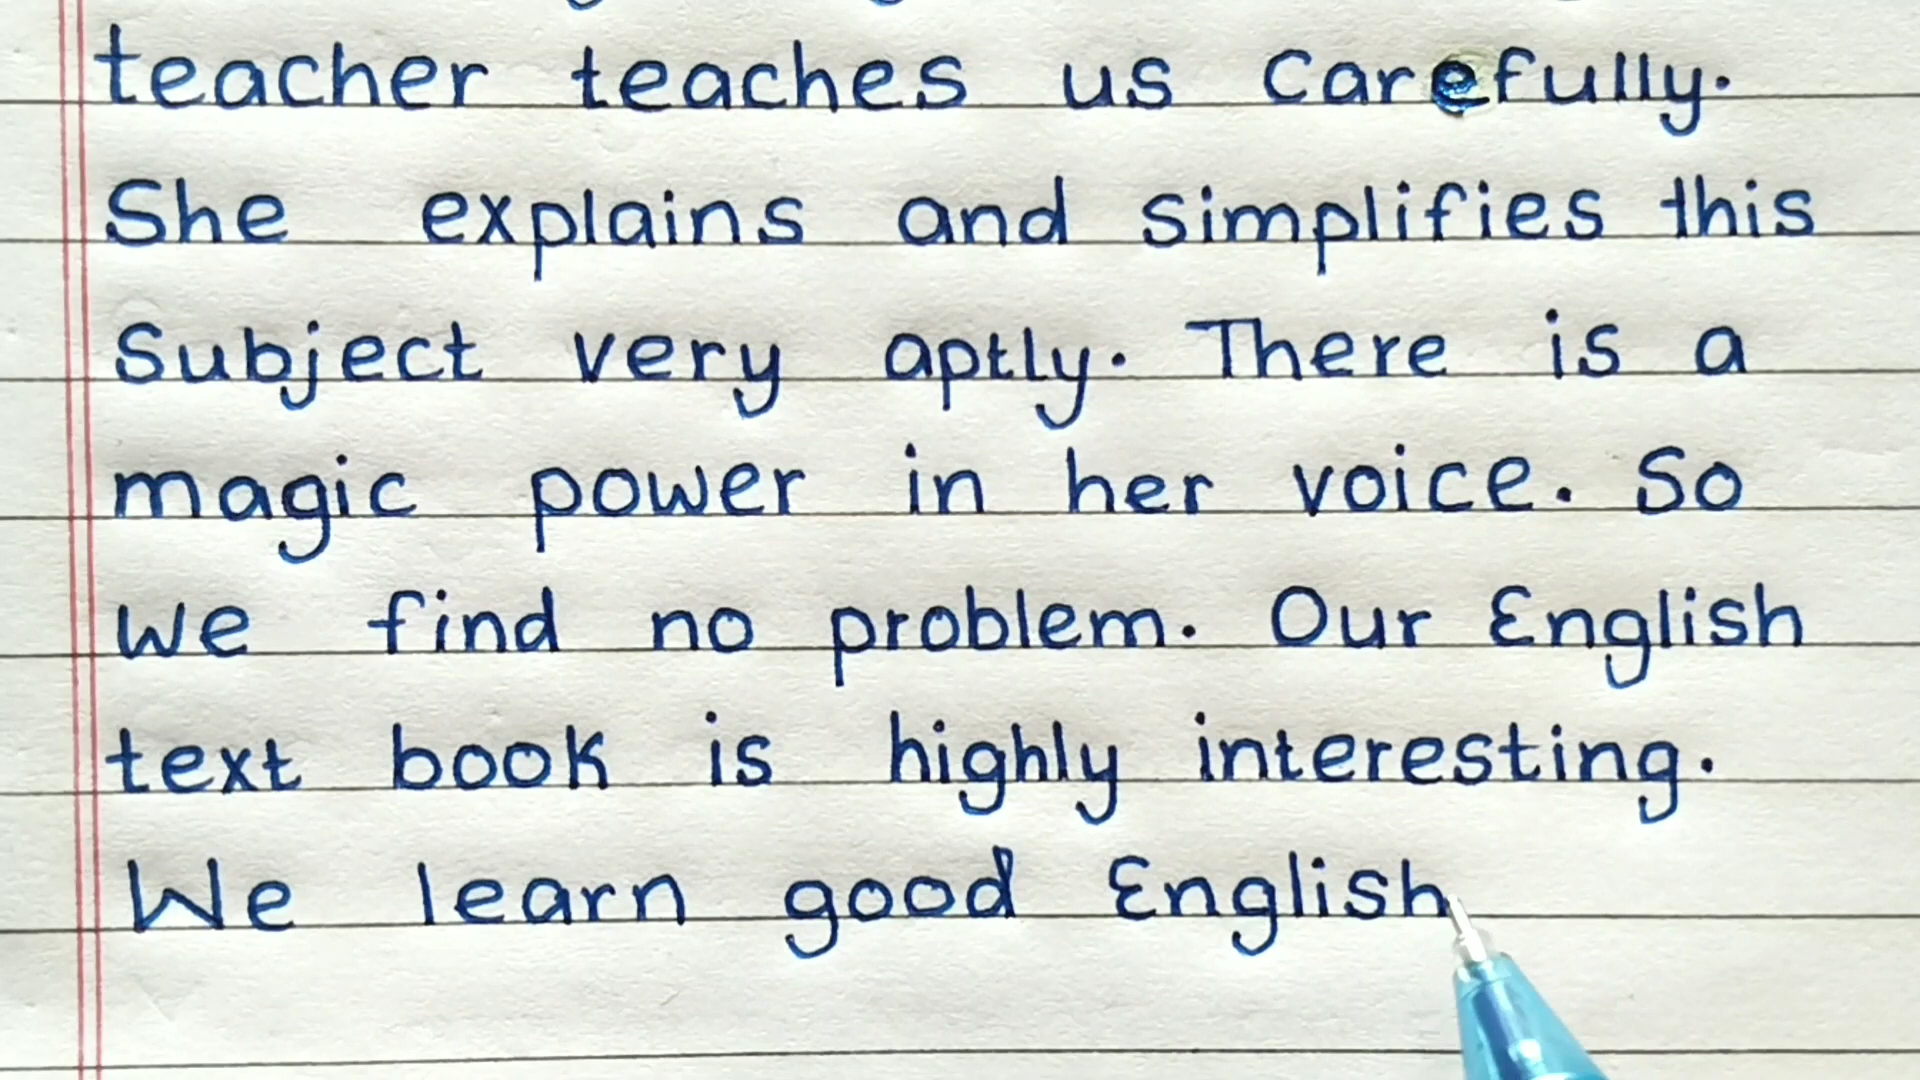 teacher teaches us carefully.
She explains and simplifies this
subject very aptly. There is a
magic power in her voice. So
we find no problem. Our English
text book is highly interesting.
We learn good English